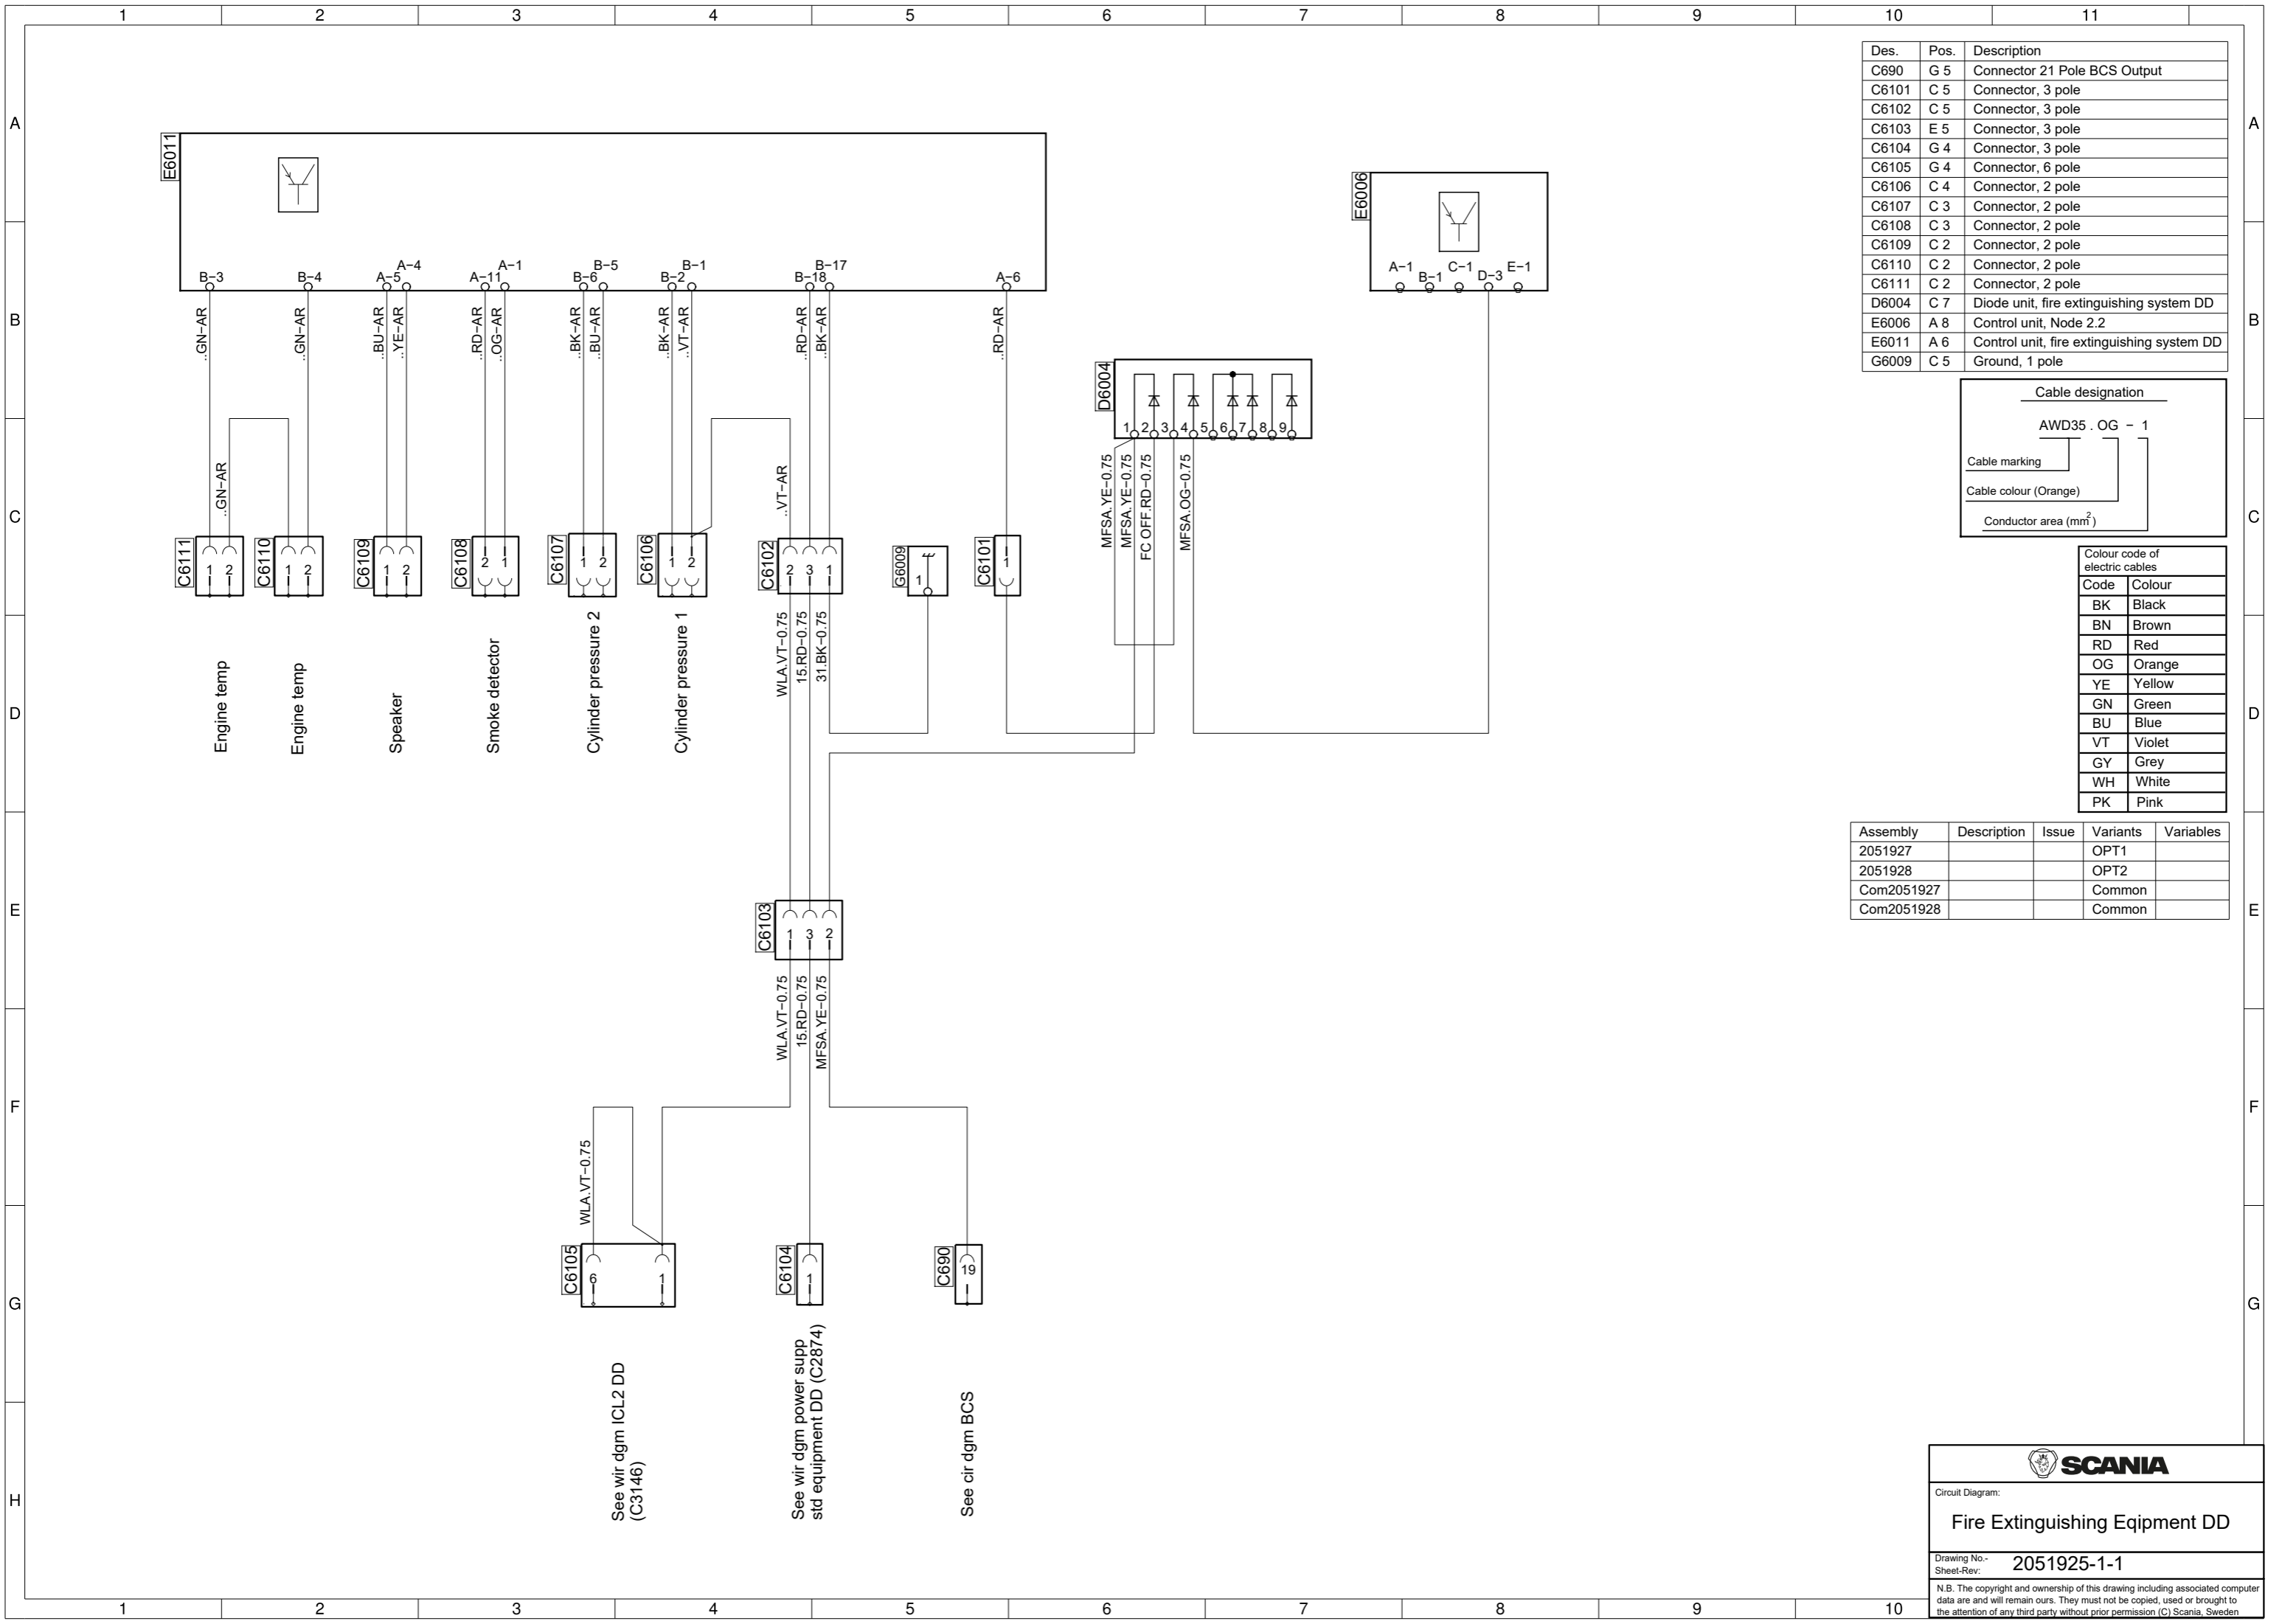 1 2 3 4 5 6 7 8 9 10 11
Des. Pos. Description
C690 G 5 Connector 21 Pole BCS Output
C6101 C 5 Connector, 3 pole
C6102 C 5 Connector, 3 pole
C6103 E 5 Connector, 3 pole
C6104 G 4 Connector, 3 pole
C6105 G 4 Connector, 6 pole
C6106 C 4 Connector, 2 pole
C6107 C 3 Connector, 2 pole
C6108 C 3 Connector, 2 pole
C6109 C 2 Connector, 2 pole
C6110 C 2 Connector, 2 pole
C6111 C 2 Connector, 2 pole
D6004 C 7 Diode unit, fire extinguishing system DD
E6006 A 8 Control unit, Node 2.2
E6011 A 6 Control unit, fire extinguishing system DD
G6009 C 5 Ground, 1 pole
A A
E6011
E6006
A-4 A-1 B-5 B-1 B-17
B-3 B-4 A-5 A-11 B-6 B-2 B-18 A-6
A-1 C-1 E-1
B-1 D-3
B B
..GN-AR
..GN-AR
..BU-AR
..YE-AR
..RD-AR
..OG-AR
..BK-AR
..BU-AR
..BK-AR
..VT-AR
..RD-AR
..BK-AR
..RD-AR
D6004
1 2 3 4 5 6 7 8 9
Cable designation
AWD35 . OG - 1
Cable marking
Cable colour (Orange)
Conductor area (mm2)
..GN-AR
..VT-AR
MFSA.YE-0.75
MFSA.YE-0.75
FC OFF.RD-0.75
MFSA.OG-0.75
C C
C6111
1 2
C6110
1 2
C6109
1 2
C6108
2 1
C6107
1 2
C6106
1 2
C6102
2 3 1
G6009
1
C6101
1
Colour code of
electric cables
Code Colour
BK Black
BN Brown
RD Red
OG Orange
YE Yellow
GN Green
BU Blue
VT Violet
GY Grey
WH White
PK Pink
Engine temp
Engine temp
Speaker
Smoke detector
Cylinder pressure 2
Cylinder pressure 1
WLA.VT-0.75
15.RD-0.75
31.BK-0.75
D D
Assembly Description Issue Variants Variables
2051927 OPT1
2051928 OPT2
Com2051927 Common
Com2051928 Common
E E
C6103
1 3 2
WLA.VT-0.75
15.RD-0.75
MFSA.YE-0.75
F F
WLA.VT-0.75
C6105
6 1
C6104
1
C690
19
G G
See wir dgm ICL2 DD
(C3146)
See wir dgm power supp
std equipment DD (C2874)
See cir dgm BCS
H
SCANIA
Circuit Diagram:
Fire Extinguishing Eqipment DD
Drawing No.-
Sheet-Rev:
2051925-1-1
N.B. The copyright and ownership of this drawing including associated computer
data are and will remain ours. They must not be copied, used or brought to
the attention of any third party without prior permission (C) Scania, Sweden
1 2 3 4 5 6 7 8 9 10